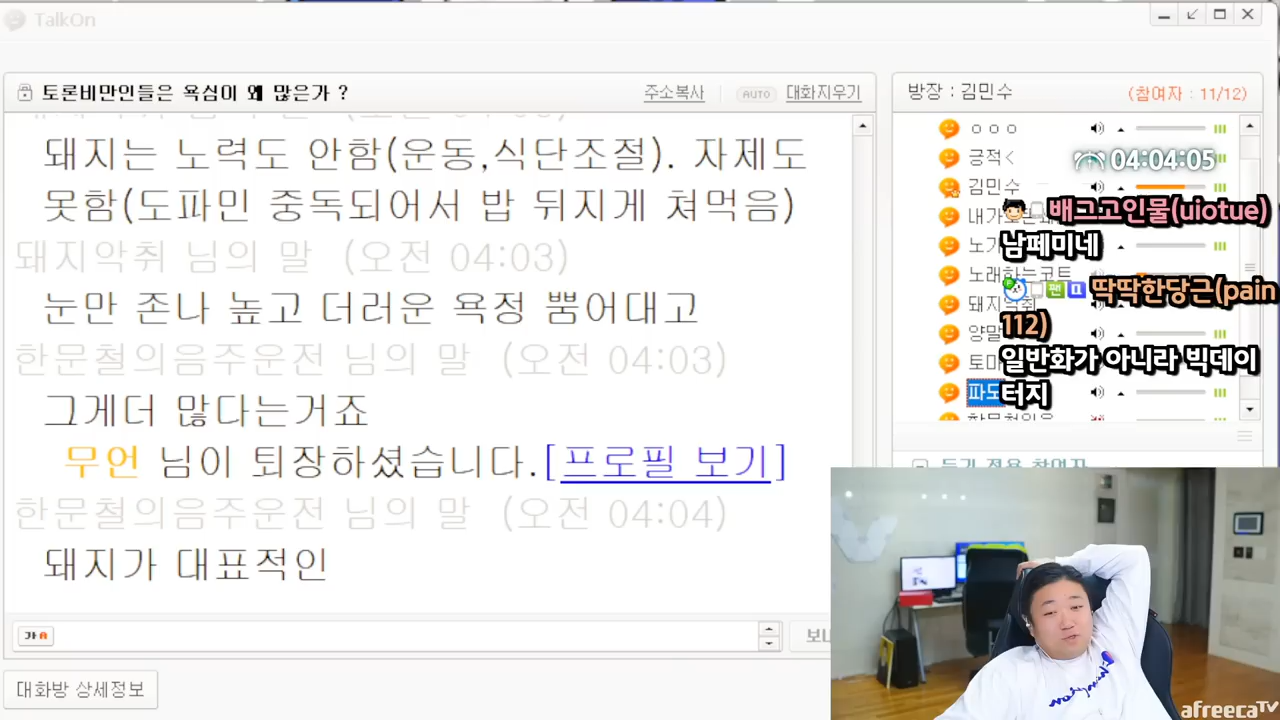 TalkOn
토론비만인들은 욕심이 왜 많은가 ?
주소복사
AUTO
대화지우기
돼지는 노력도 안함(운동,식단조절). 자제도
못함(도파민 중독되어서 밥 뒤지게 쳐먹음)
돼지악취 님의 말 (오전 04:03)
눈만 존나 높고 더러운 욕정 뿜어대고
한문철의음주운전 님의 말 (오전 04:03)
그게더 많다는거죠
무언 님이 퇴장하셨습니다.[프로필 보기]
한문철의음주운전 님의 말 (오전 04:04)
돼지가 대표적인
가
대화방 상세정보
방장 : 김민수
(참여자 : 11/12)
ㅇㅇㅇ
긍적<
김민수
노래하는코트
양말
토마
파도
04:04:05
배그고인물(uiotue)
남폐미네
팬
딱딱한당근(pain
112)
일반화가 아니라 빅데이
터지
afreecaTV